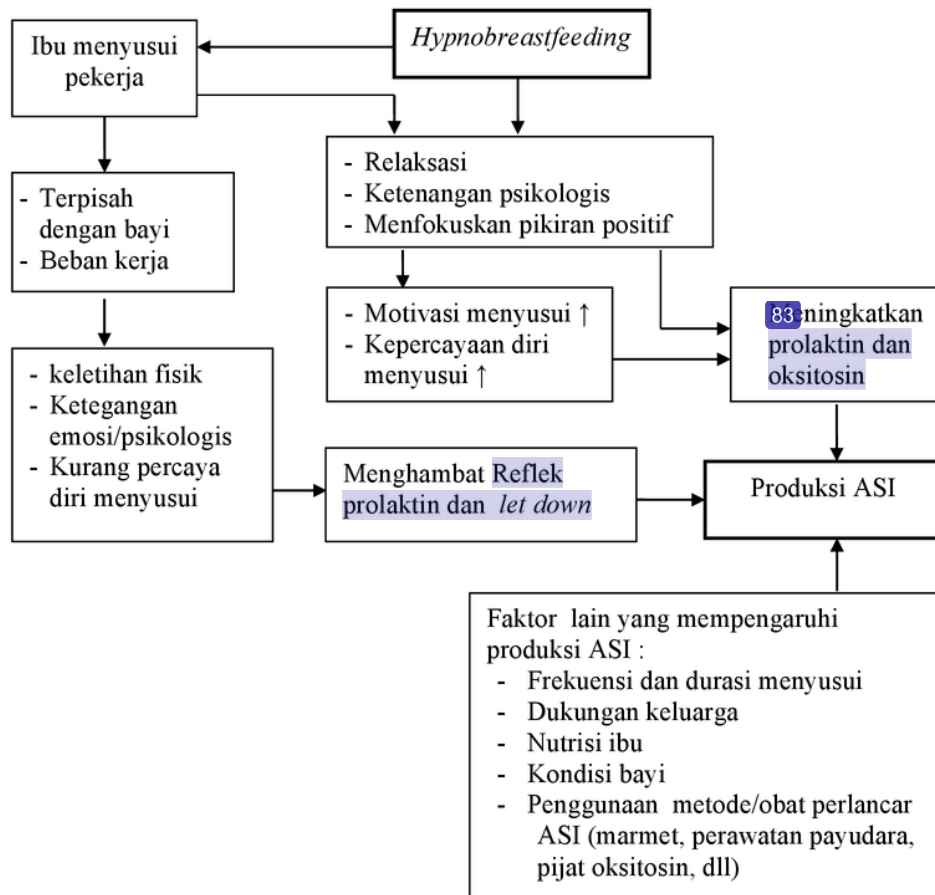 Ibu menyusui
pekerja
Hypnobreastfeeding
- Relaksasi
- Ketenangan psikologis
- Menfokuskan pikiran positif
- Terpisah
dengan bayi
- Beban kerja
- Motivasi menyusui ↑
- Kepercayaan diri
menyusui ↑
83
eningkatkan
prolaktin dan
oksitosin
- keletihan fisik
- Ketegangan
emosi/psikologis
- Kurang percaya
diri menyusui
Menghambat Reflek
prolaktin dan let down
Produksi ASI
Faktor lain yang mempengaruhi
produksi ASI :
- Frekuensi dan durasi menyusui
- Dukungan keluarga
- Nutrisi ibu
- Kondisi bayi
- Penggunaan metode/obat perlancar
ASI (marmet, perawatan payudara,
pijat oksitosin, dll)